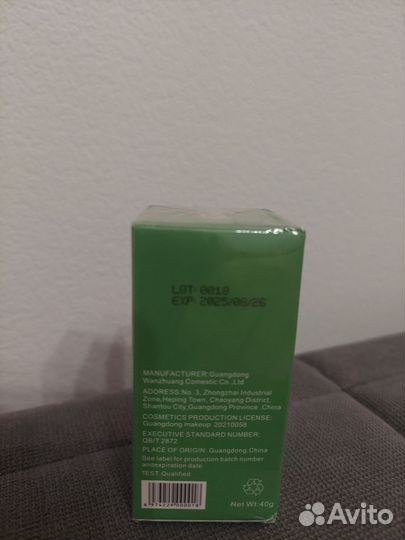 LOT: 0018
EXP: 2025/08/26
MANUFACTURER:Guangdong
Wanzhuang Comestic Co.,Ltd
ADDRESS:No.3, Zhongzhai Industrial
Zone,Heping Town, Chaoyang District,
Shantou City,Guangdong Province ,China
COSMETICS PRODUCTION LICENSE:
Guangdong makeup 20210058
EXECUTIVE STANDARD NUMBER:
QB/T 2872
PLACE OF ORIGIN: Guangdong,China
See label for production batch number
andexpiration date
TEST:Qualified
Net Wt:40g
Avito